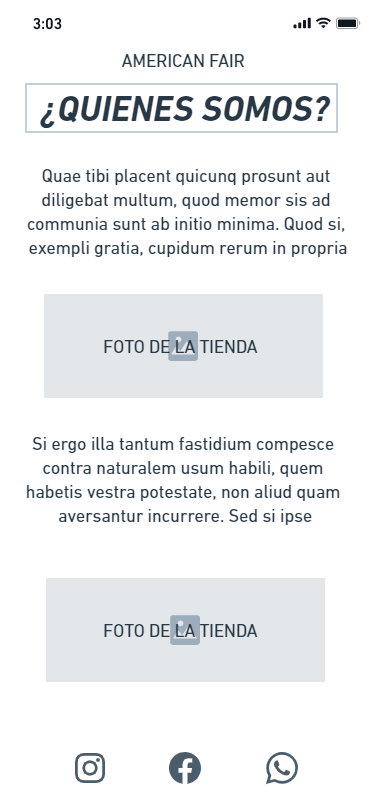 3:03
AMERICAN FAIR
¿QUIENES SOMOS?
Quae tibi placent quicunq prosunt aut
diligebat multum, quod memor sis ad
communia sunt ab initio minima. Quod si,
exempli gratia, cupidum rerum in propria
FOTO DE LA TIENDA
Si ergo illa tantum fastidium compesce
contra naturalem usum habili, quem
habetis vestra potestate, non aliud quam
aversantur incurrere. Sed si ipse
FOTO DE LA TIENDA